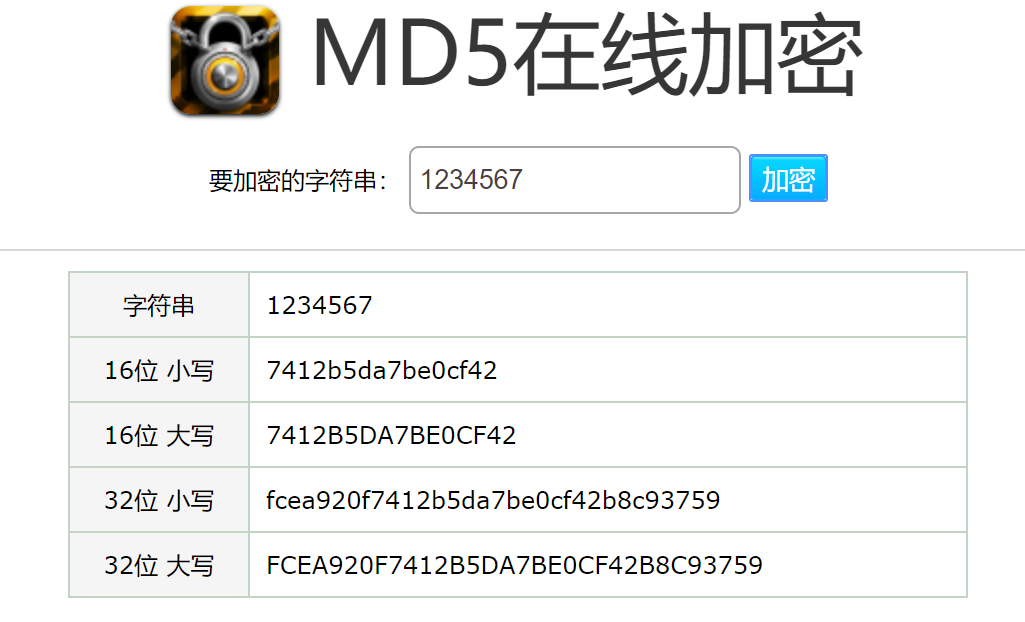 MD5在线加密
要加密的字符串： 1234567 加密
字符串 1234567
16位 小写 7412b5da7be0cf42
16位 大写 7412B5DA7BE0CF42
32位 小写 fcea920f7412b5da7be0cf42b8c93759
32位 大写 FCEA920F7412B5DA7BE0CF42B8C93759